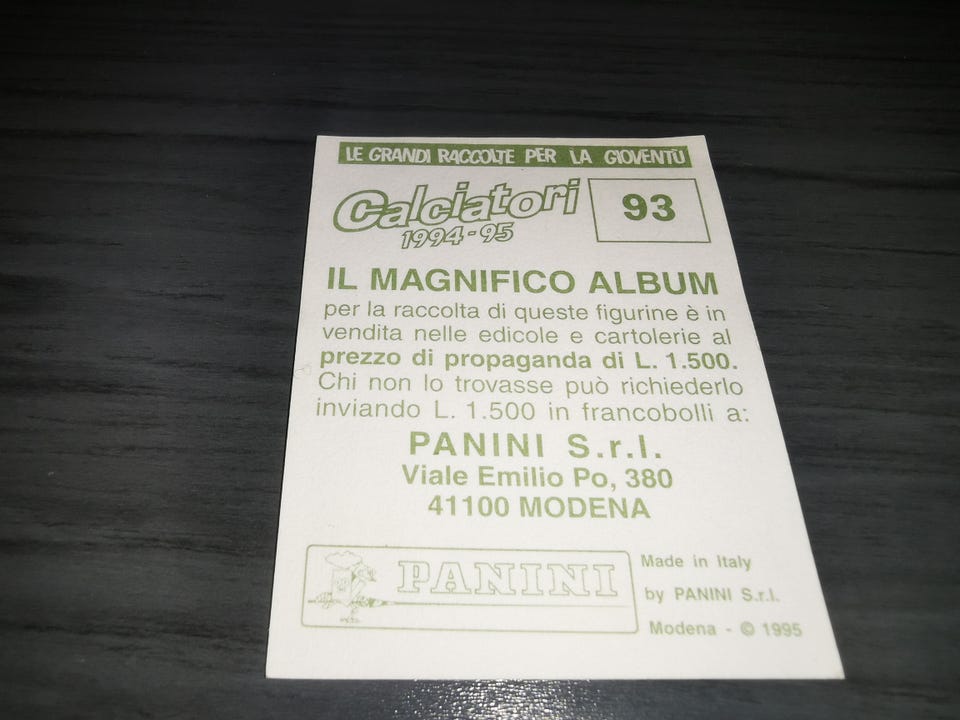 LE GRANDI RACCOLTE PER LA GIOVENTÙ
Calciatori
1994-95
93
IL MAGNIFICO ALBUM
per la raccolta di queste figurine è in
vendita nelle edicole e cartolerie al
prezzo di propaganda di L. 1.500.
Chi non lo trovasse può richiederlo
inviando L. 1.500 in francobolli a:
PANINI S.r.l.
Viale Emilio Po, 380
41100 MODENA
PANINI
Made in Italy
by PANINI S.r.l.
Modena - © 1995